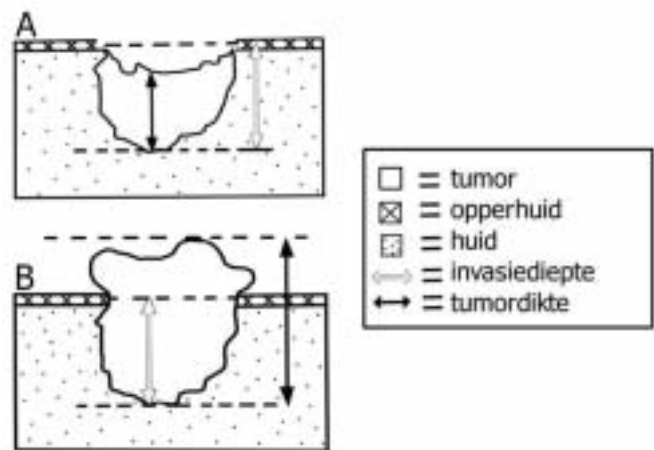 A
B
= tumor
= opperhuid
= huid
= invasiediepte
= tumordikte